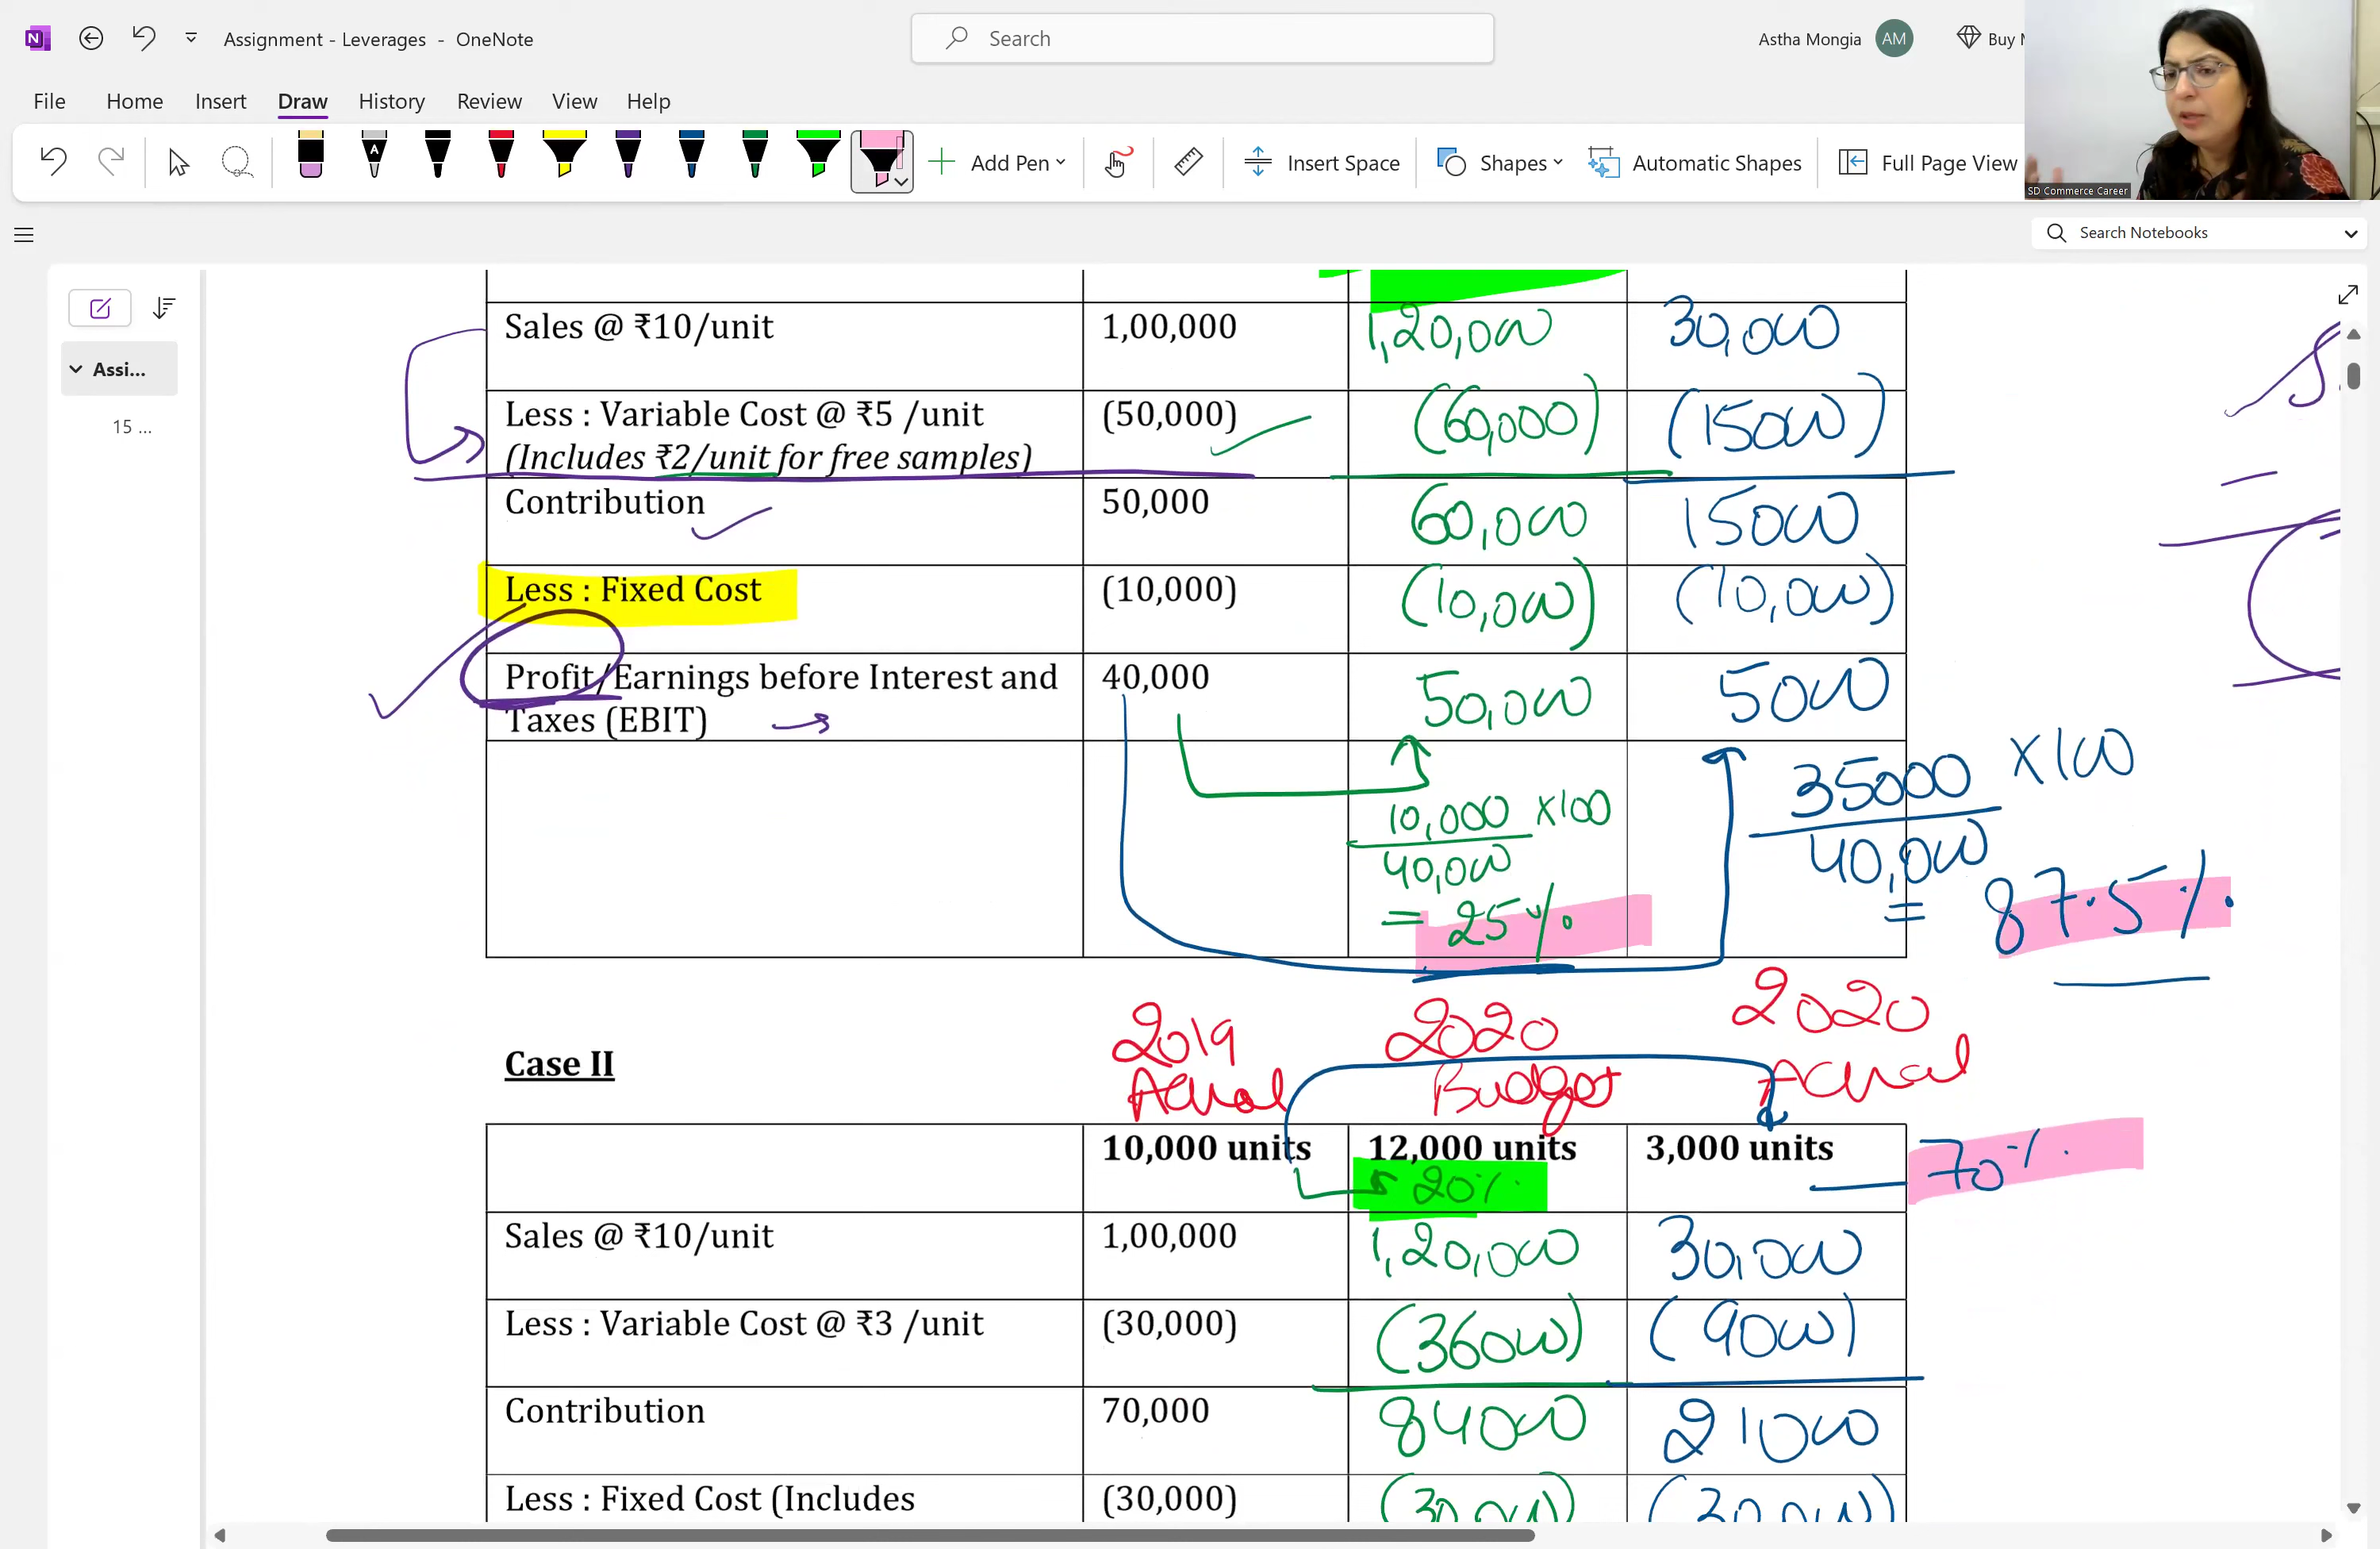 Assignment - Leverages - OneNote
Search
Astha Mongia AM
Buy
File Home Insert Draw History Review View Help
Add Pen
Insert Space
Shapes
Automatic Shapes
Full Page View
SD Commerce Career
Search Notebooks
Assi...
15 ...
Sales @ ₹10/unit 1,00,000 1,20,000 30,000
Less : Variable Cost @ ₹5 /unit (50,000) (60,000) (15000)
(Includes ₹2/unit for free samples)
Contribution 50,000 60,000 15000
Less : Fixed Cost (10,000) (10,000) (10,000)
Profit/Earnings before Interest and 40,000 50,000 5000
Taxes (EBIT)
10,000 ×100
40,000
= 25%
35000 ×100
40,000
= 87.5%
2019 2020 2020
Actual Budget Actual
Case II
10,000 units 12,000 units 3,000 units 70%
20%
Sales @ ₹10/unit 1,00,000 1,20,000 30,000
Less : Variable Cost @ ₹3 /unit (30,000) (36000) (9000)
Contribution 70,000 84000 21000
Less : Fixed Cost (Includes (30,000) (30,000) (30,000)